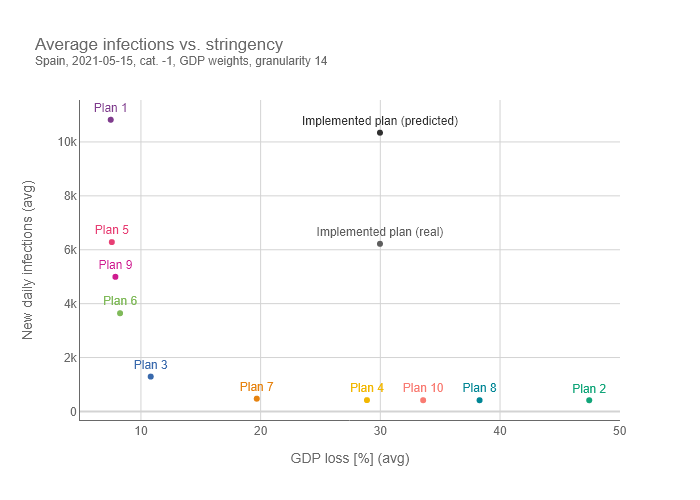 Average infections vs. stringency
Spain, 2021-05-15, cat. -1, GDP weights, granularity 14
Plan 1
Implemented plan (predicted)
10k
8k
Plan 5
Implemented plan (real)
6k
Plan 9
Plan 6
4k
Plan 3
2k
Plan 7
Plan 4
Plan 10
Plan 8
Plan 2
0
10
20
30
40
50
New daily infections (avg)
GDP loss [%] (avg)